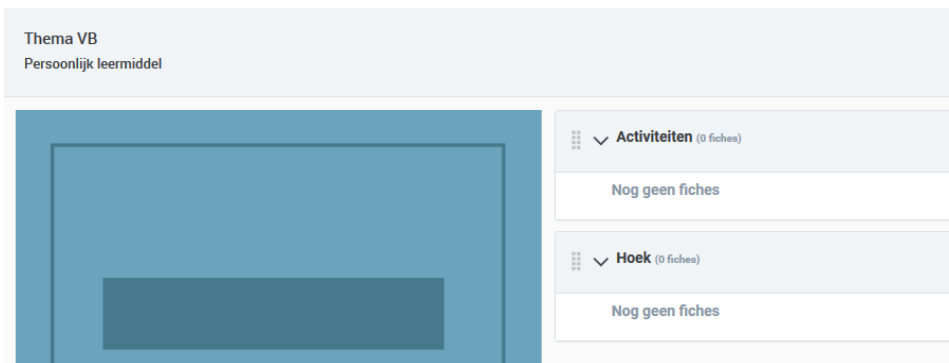 Thema VB
Persoonlijk leermiddel
Activiteiten (0 fiches)
Nog geen fiches
Hoek (0 fiches)
Nog geen fiches